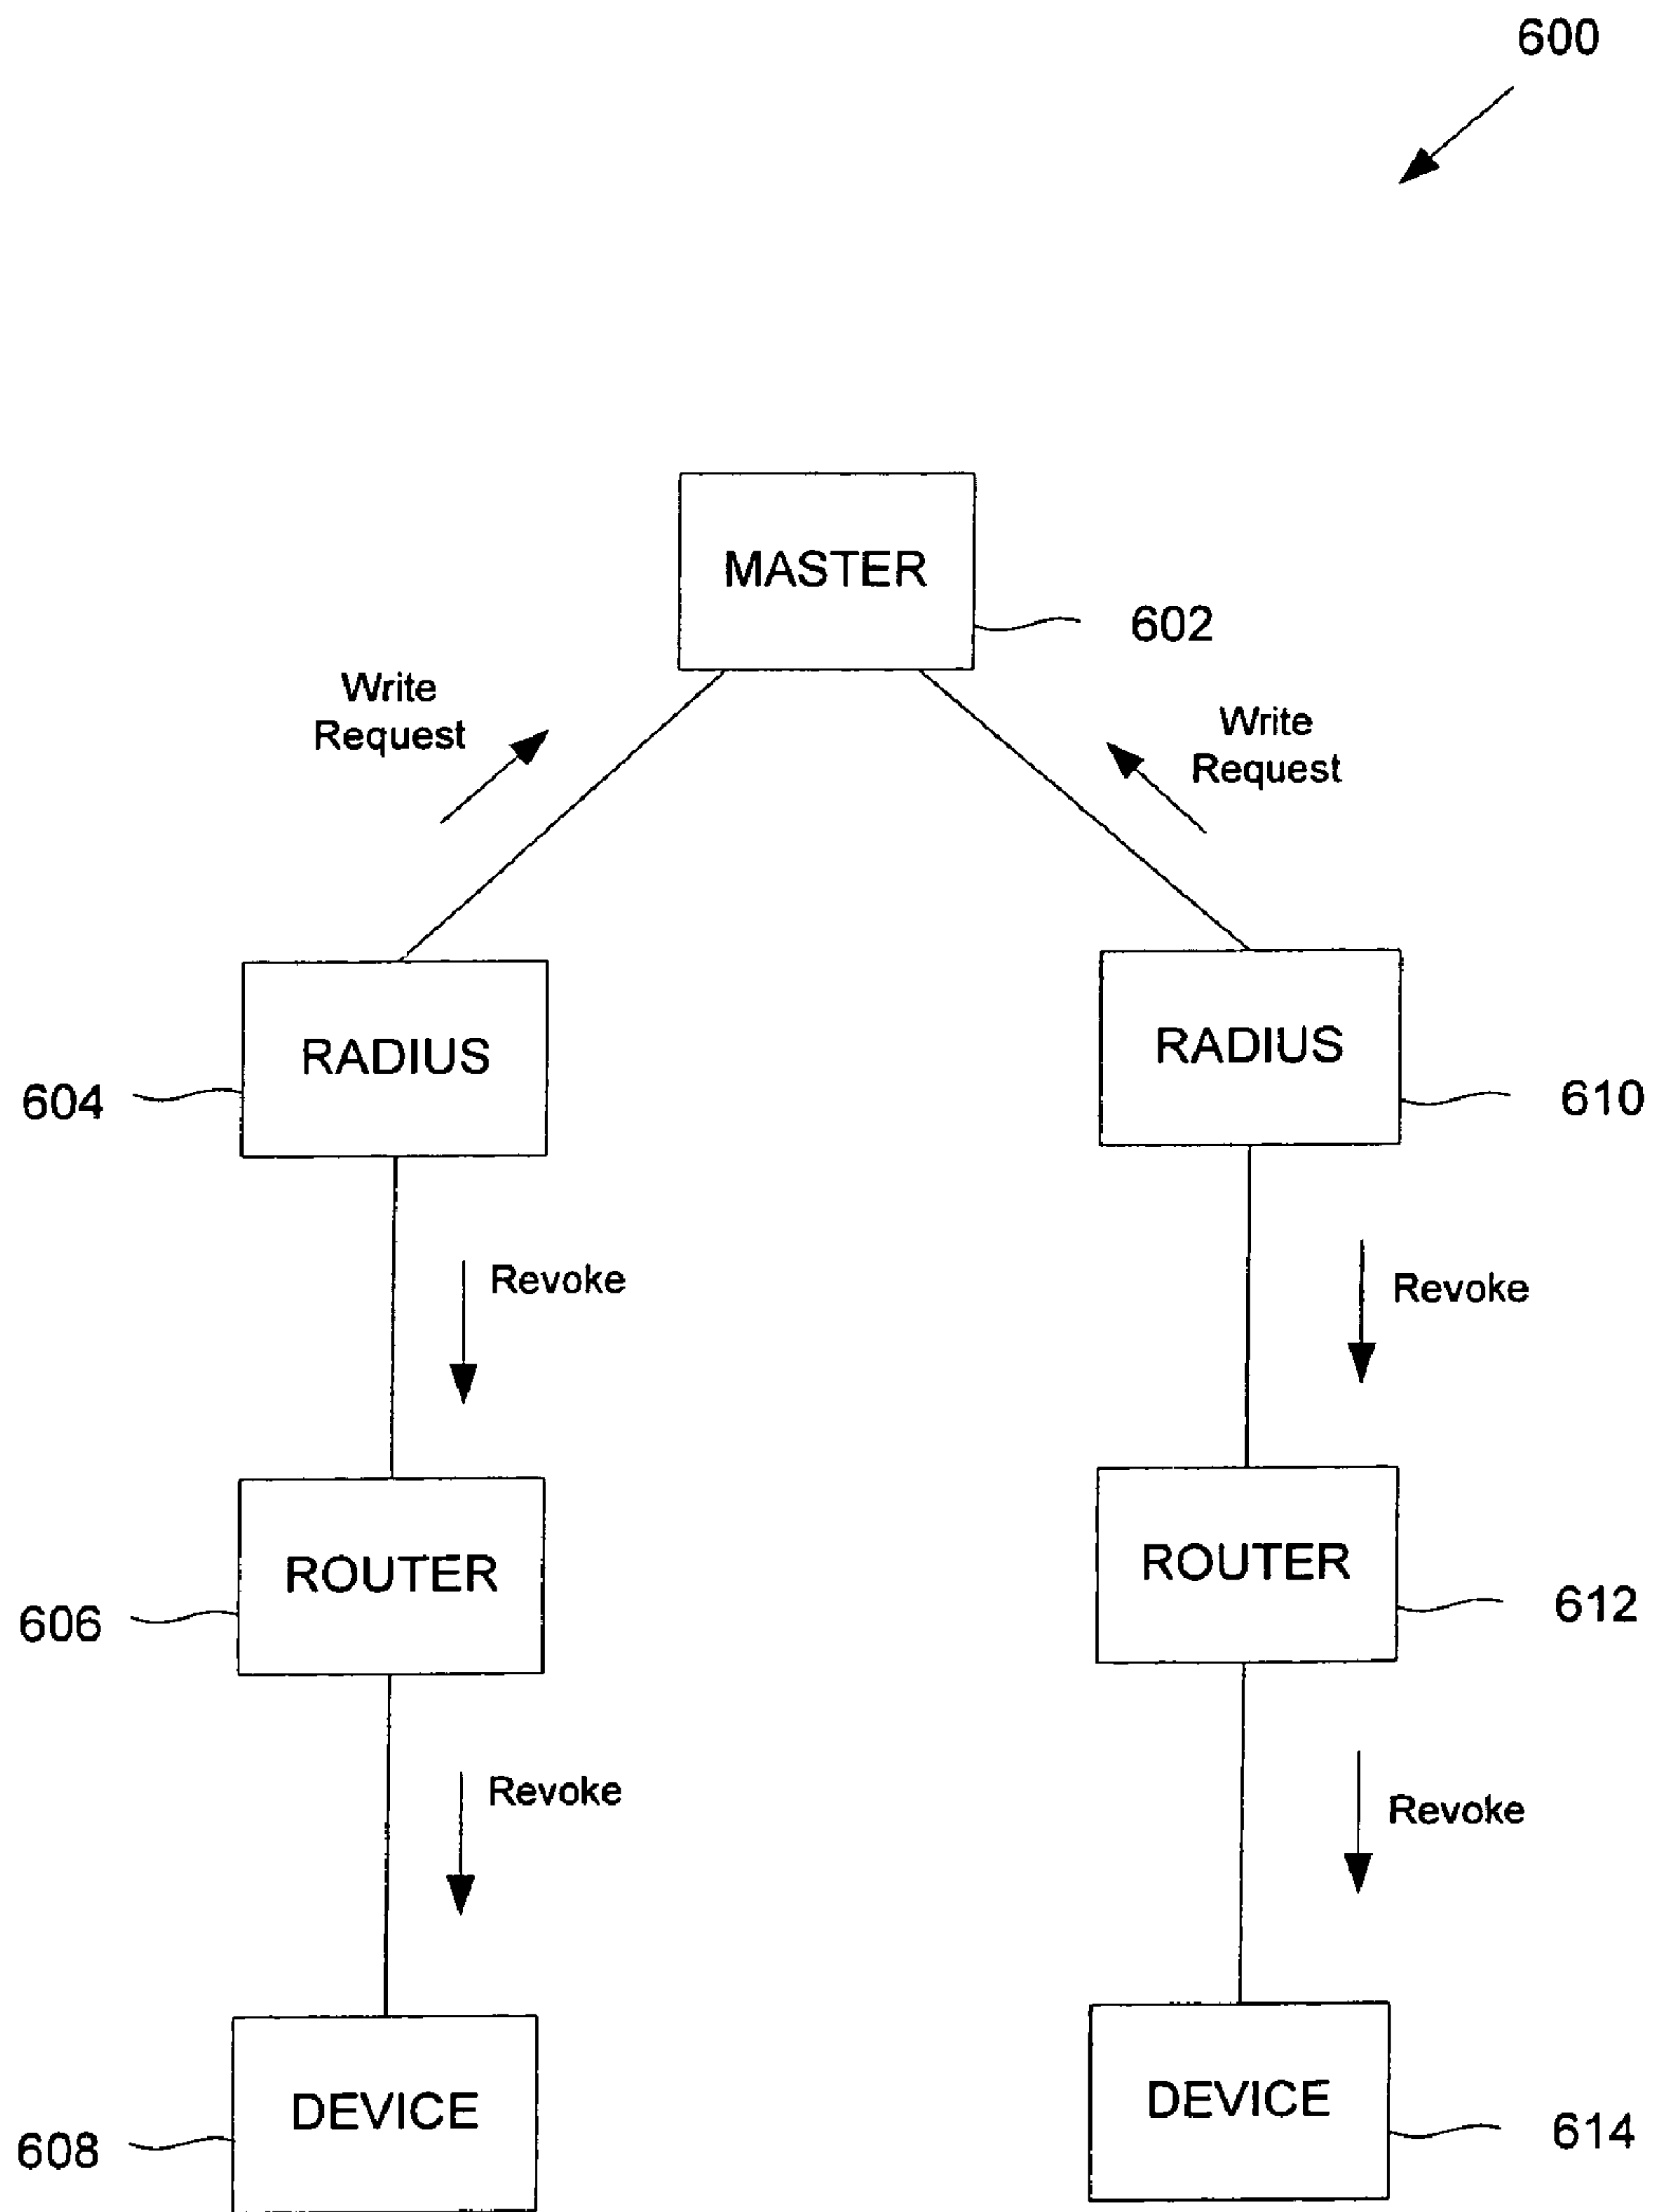 600
MASTER
602
Write
Request
Write
Request
RADIUS
604
RADIUS
610
Revoke
Revoke
ROUTER
606
ROUTER
612
Revoke
Revoke
DEVICE
608
DEVICE
614